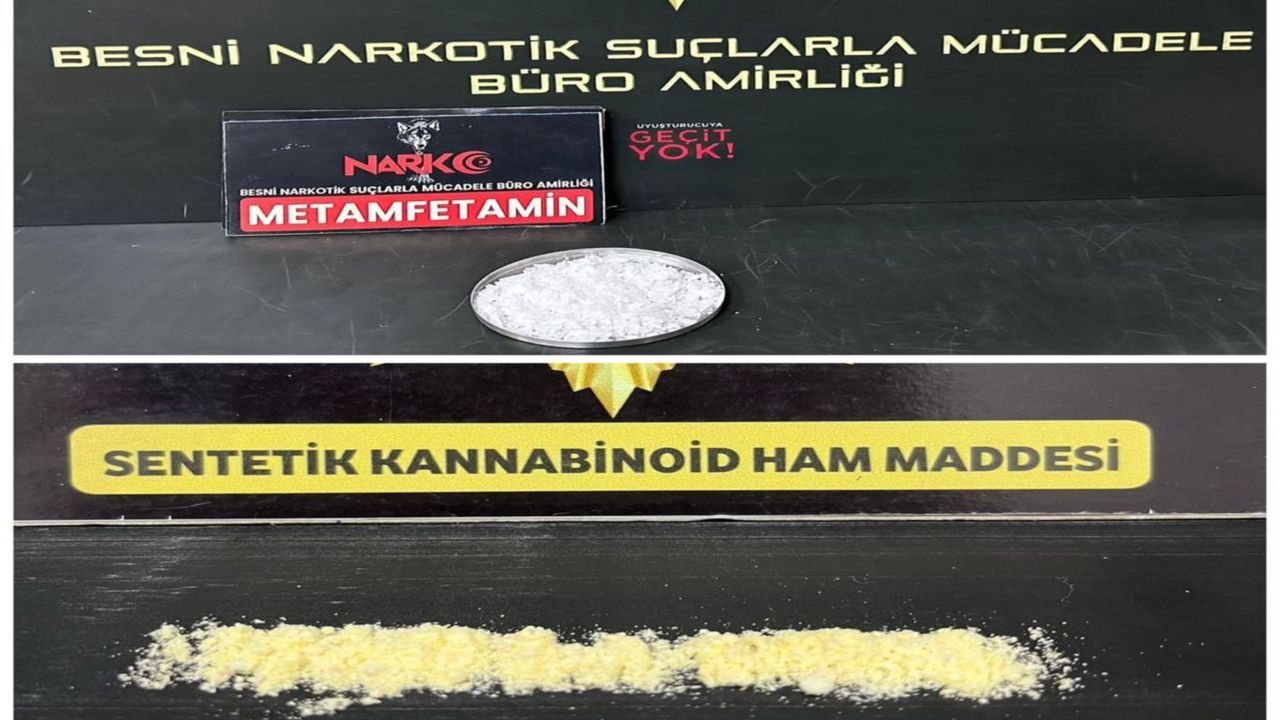 BESNİ NARKOTİK SUÇLARLA MÜCADELE
BÜRO AMİRLİĞİ
UYUŞTURUCUYA
GEÇİT
YOK!
NARKO
BESNİ NARKOTİK SUÇLARLA MÜCADELE BÜRO AMİRLİĞİ
METAMFETAMİN
SENTETİK KANNABİNOİD HAM MADDESİ